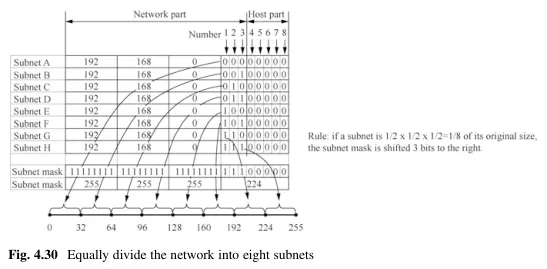 Network part Host part
Number 1 2 3 4 5 6 7 8
Subnet A 192 168 0 0 0 0 0 0 0 0 0
Subnet B 192 168 0 0 0 1 0 0 0 0 0
Subnet C 192 168 0 0 1 0 0 0 0 0 0
Subnet D 192 168 0 0 1 1 0 0 0 0 0
Subnet E 192 168 0 1 0 0 0 0 0 0 0
Subnet F 192 168 0 1 0 1 0 0 0 0 0
Subnet G 192 168 0 1 1 0 0 0 0 0 0
Subnet H 192 168 0 1 1 1 0 0 0 0 0
Rule: if a subnet is 1/2 x 1/2 x 1/2=1/8 of its original size,
the subnet mask is shifted 3 bits to the right.
Subnet mask 11111111 11111111 11111111 1 1 1 0 0 0 0 0
Subnet mask 255 255 255 224
0 32 64 96 128 160 192 224 255
Fig. 4.30 Equally divide the network into eight subnets